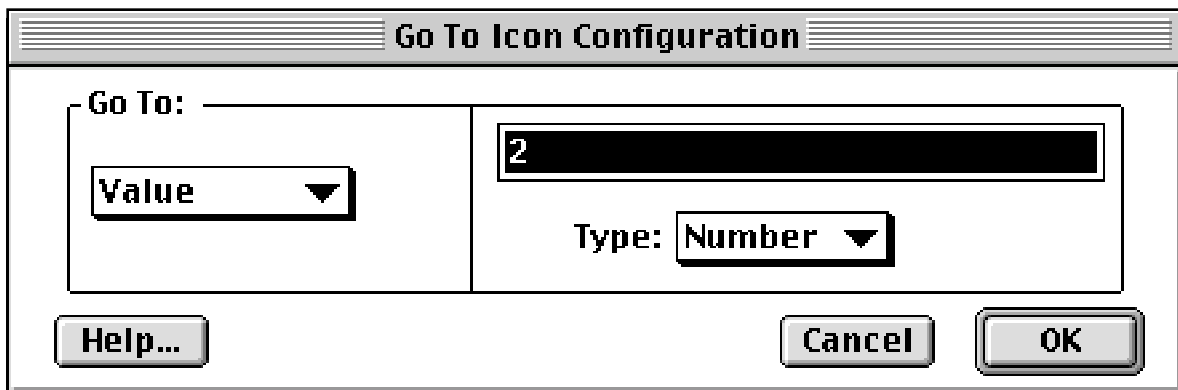 Go To Icon Configuration
Go To:
Value
2
Type: Number
Help...
Cancel
OK